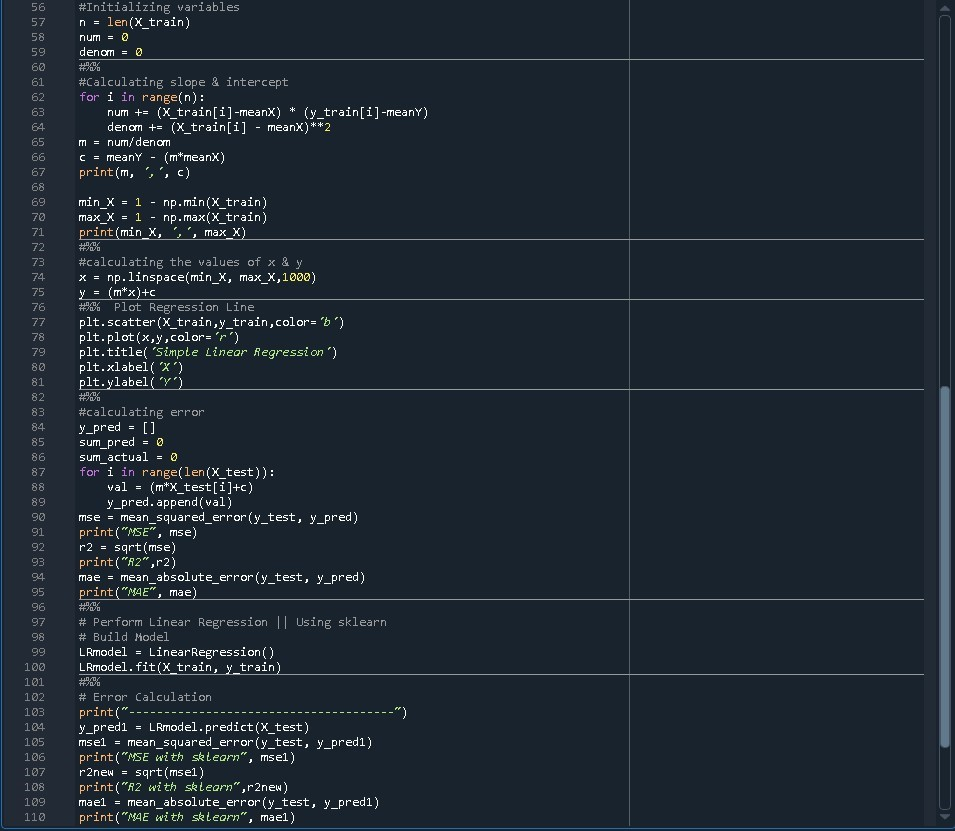 56 #Initializing variables
57 n = len(X_train)
58 num = 0
59 denom = 0
60 #%%
61 #Calculating slope & intercept
62 for i in range(n):
63     num += (X_train[i]-meanX) * (y_train[i]-meanY)
64     denom += (X_train[i] - meanX)**2
65 m = num/denom
66 c = meanY - (m*meanX)
67 print(m, ',', c)
68
69 min_X = 1 - np.min(X_train)
70 max_X = 1 - np.max(X_train)
71 print(min_X, ',', max_X)
72 #%%
73 #calculating the values of x & y
74 x = np.linspace(min_X, max_X,1000)
75 y = (m*x)+c
76 #%% Plot Regression Line
77 plt.scatter(X_train,y_train,color='b')
78 plt.plot(x,y,color='r')
79 plt.title('Simple Linear Regression')
80 plt.xlabel('X')
81 plt.ylabel('Y')
82 #%%
83 #calculating error
84 y_pred = []
85 sum_pred = 0
86 sum_actual = 0
87 for i in range(len(X_test)):
88     val = (m*X_test[i]+c)
89     y_pred.append(val)
90 mse = mean_squared_error(y_test, y_pred)
91 print("MSE", mse)
92 r2 = sqrt(mse)
93 print("R2",r2)
94 mae = mean_absolute_error(y_test, y_pred)
95 print("MAE", mae)
96 #%%
97 # Perform Linear Regression || Using sklearn
98 # Build Model
99 LRmodel = LinearRegression()
100 LRmodel.fit(X_train, y_train)
101 #%%
102 # Error Calculation
103 print("--------------------------------------")
104 y_pred1 = LRmodel.predict(X_test)
105 mse1 = mean_squared_error(y_test, y_pred1)
106 print("MSE with sklearn", mse1)
107 r2new = sqrt(mse1)
108 print("R2 with sklearn",r2new)
109 mae1 = mean_absolute_error(y_test, y_pred1)
110 print("MAE with sklearn", mae1)